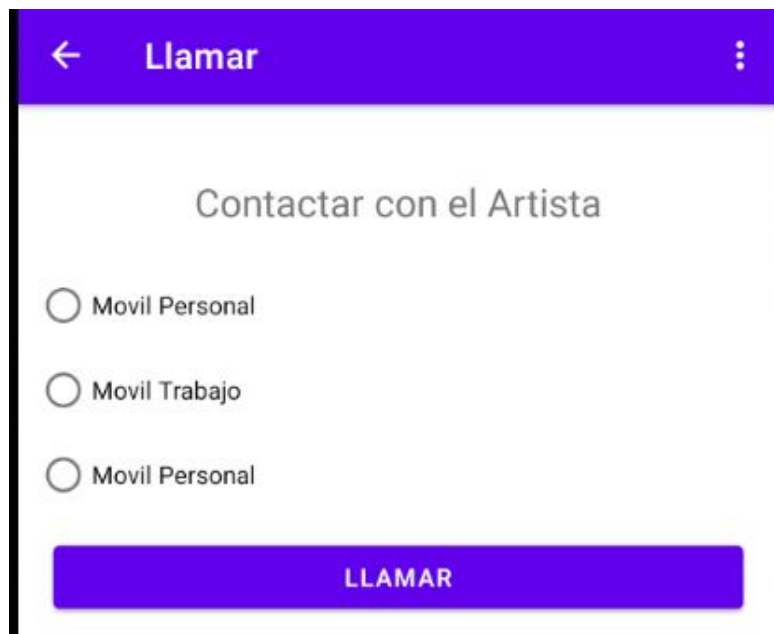 Llamar
Contactar con el Artista
Movil Personal
Movil Trabajo
Movil Personal
LLAMAR